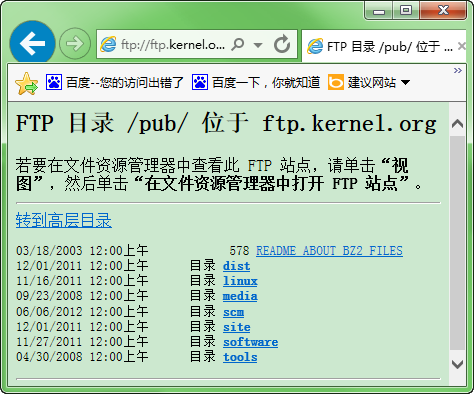 ftp://ftp.kernel.o...
FTP 目录 /pub/ 位于
百度--您的访问出错了 百度一下，你就知道 建议网站
FTP 目录 /pub/ 位于 ftp.kernel.org
若要在文件资源管理器中查看此 FTP 站点，请单击“视
图”，然后单击“在文件资源管理器中打开 FTP 站点”。
转到高层目录
03/18/2003 12:00上午 578 README ABOUT BZ2 FILES
12/01/2011 12:00上午 目录 dist
11/16/2011 12:00上午 目录 linux
09/23/2008 12:00上午 目录 media
06/06/2012 12:00上午 目录 scm
12/01/2011 12:00上午 目录 site
11/27/2011 12:00上午 目录 software
04/30/2008 12:00上午 目录 tools